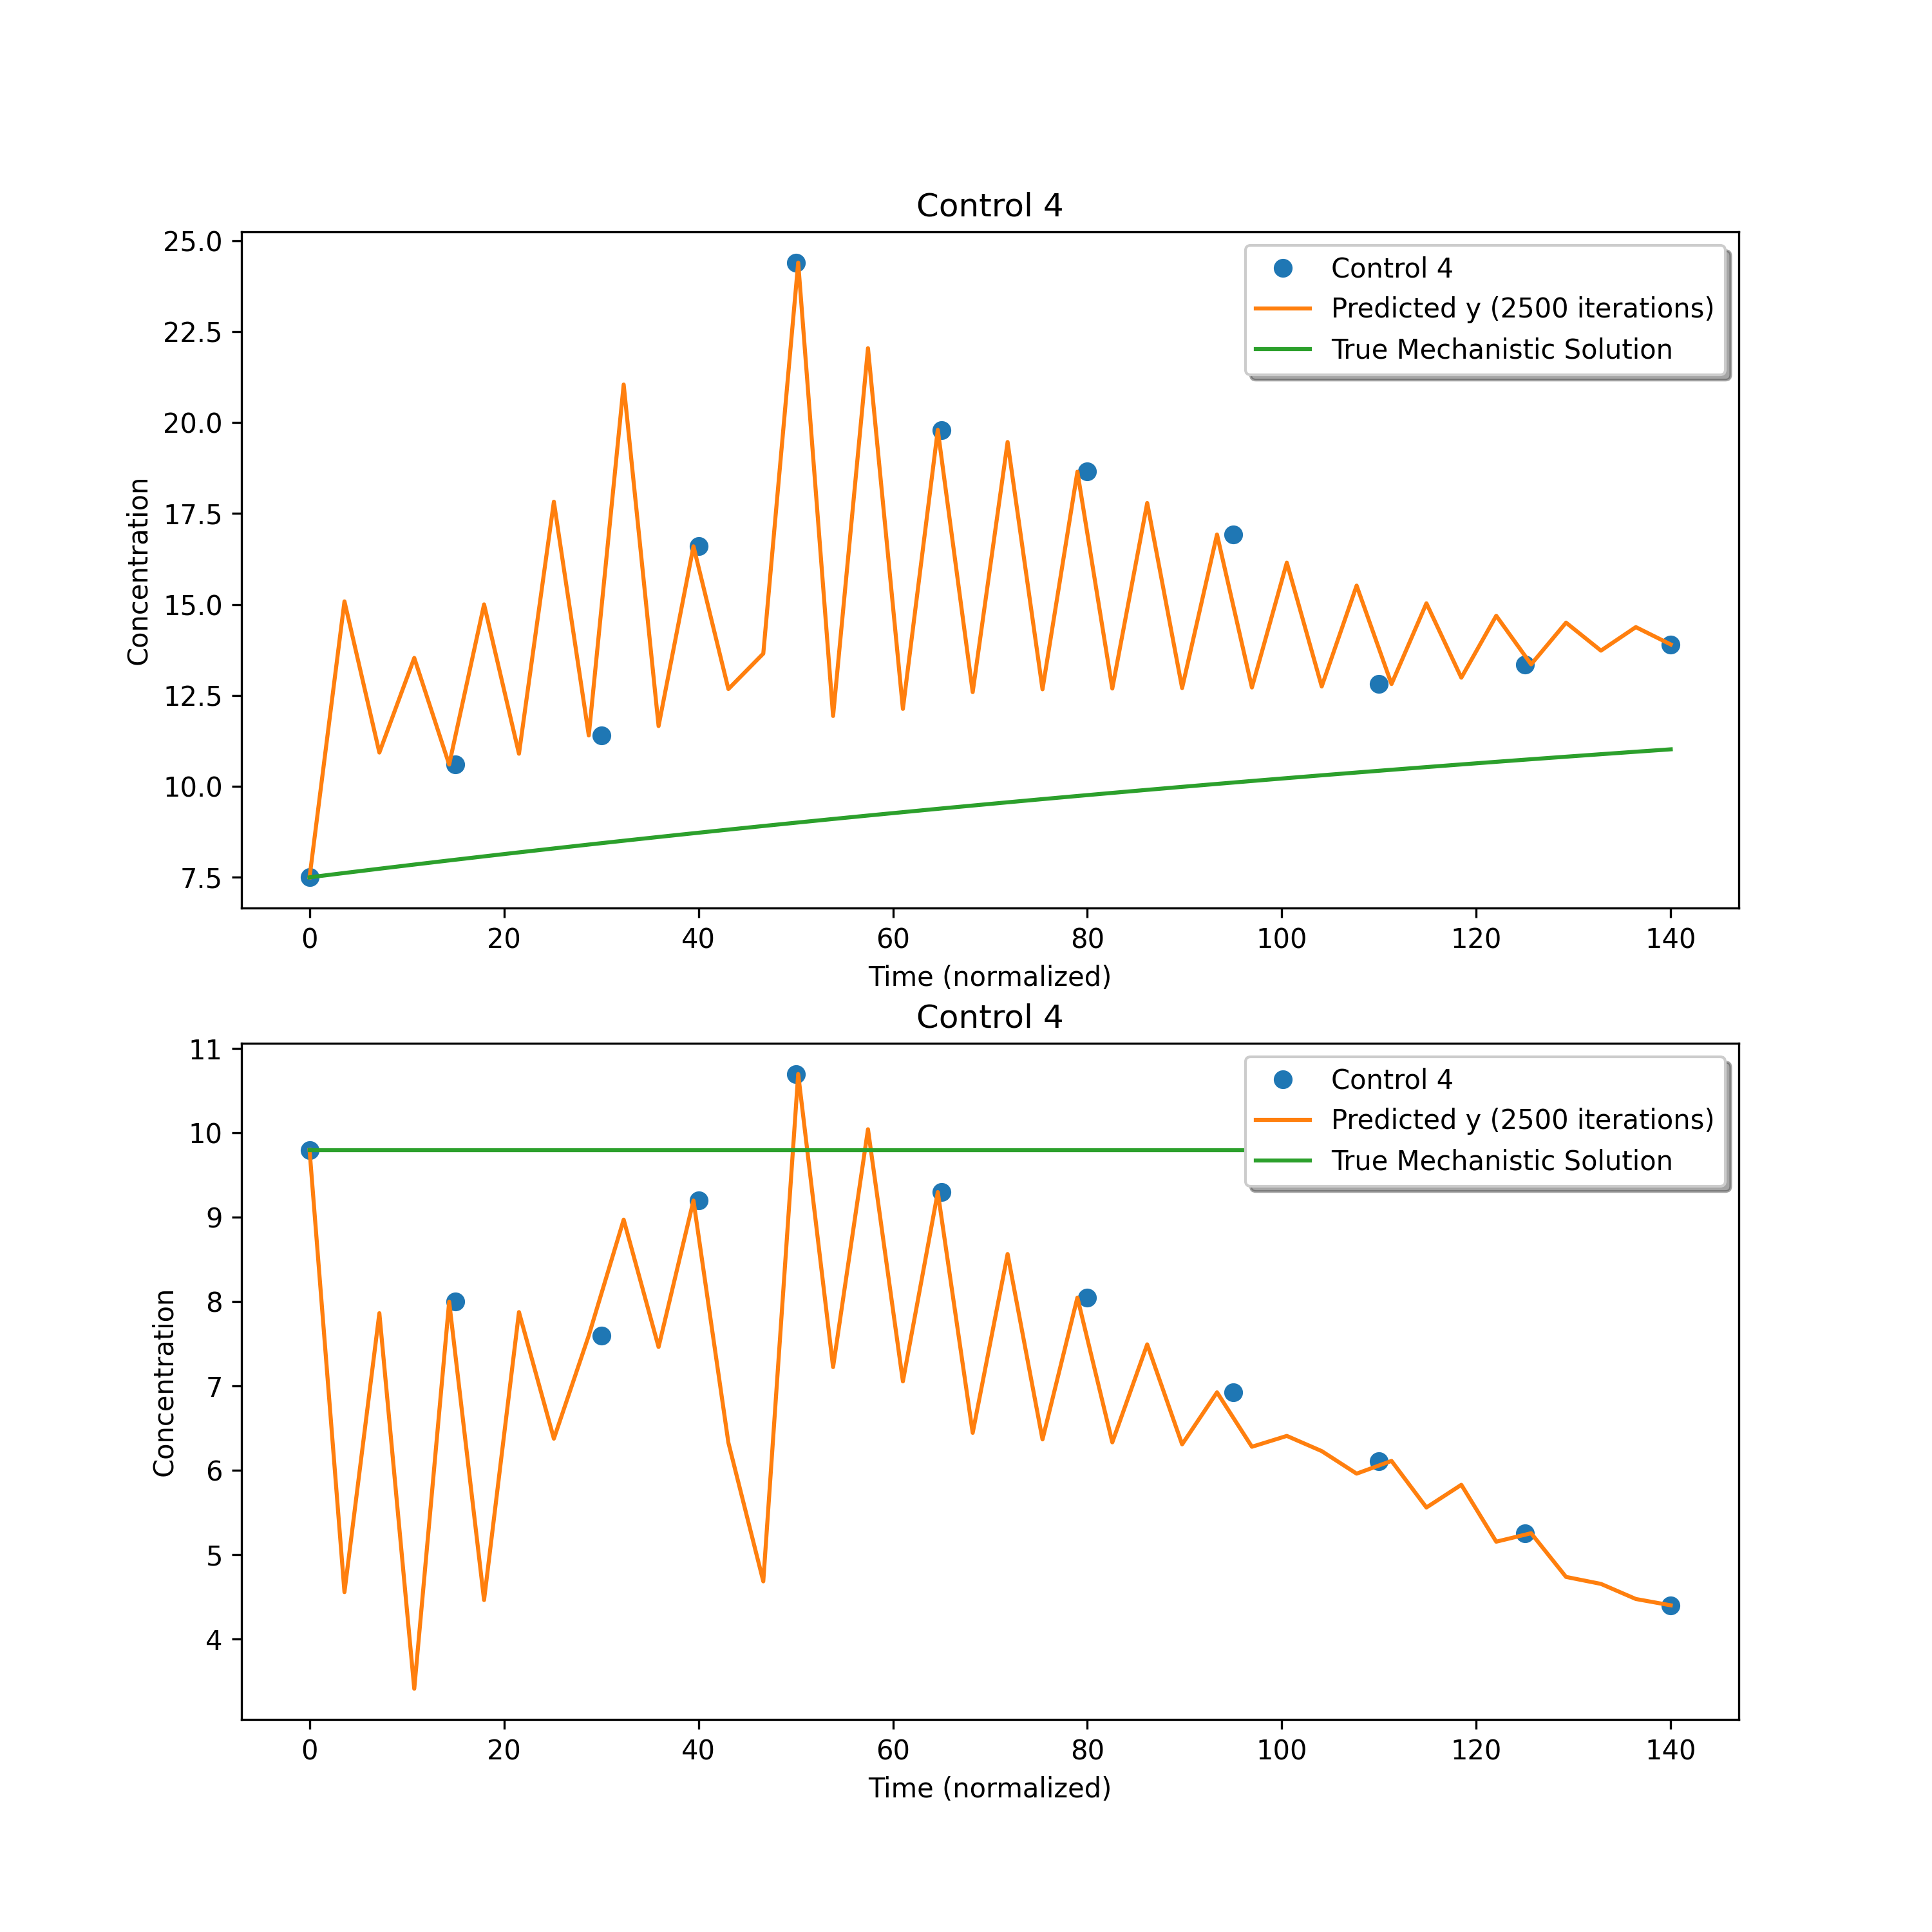 Control 4
25.0
22.5
20.0
17.5
15.0
12.5
10.0
7.5
Concentration
Control 4
Predicted y (2500 iterations)
True Mechanistic Solution
0 20 40 60 80 100 120 140
Time (normalized)
Control 4
11
10
9
8
7
6
5
4
Concentration
Control 4
Predicted y (2500 iterations)
True Mechanistic Solution
0 20 40 60 80 100 120 140
Time (normalized)